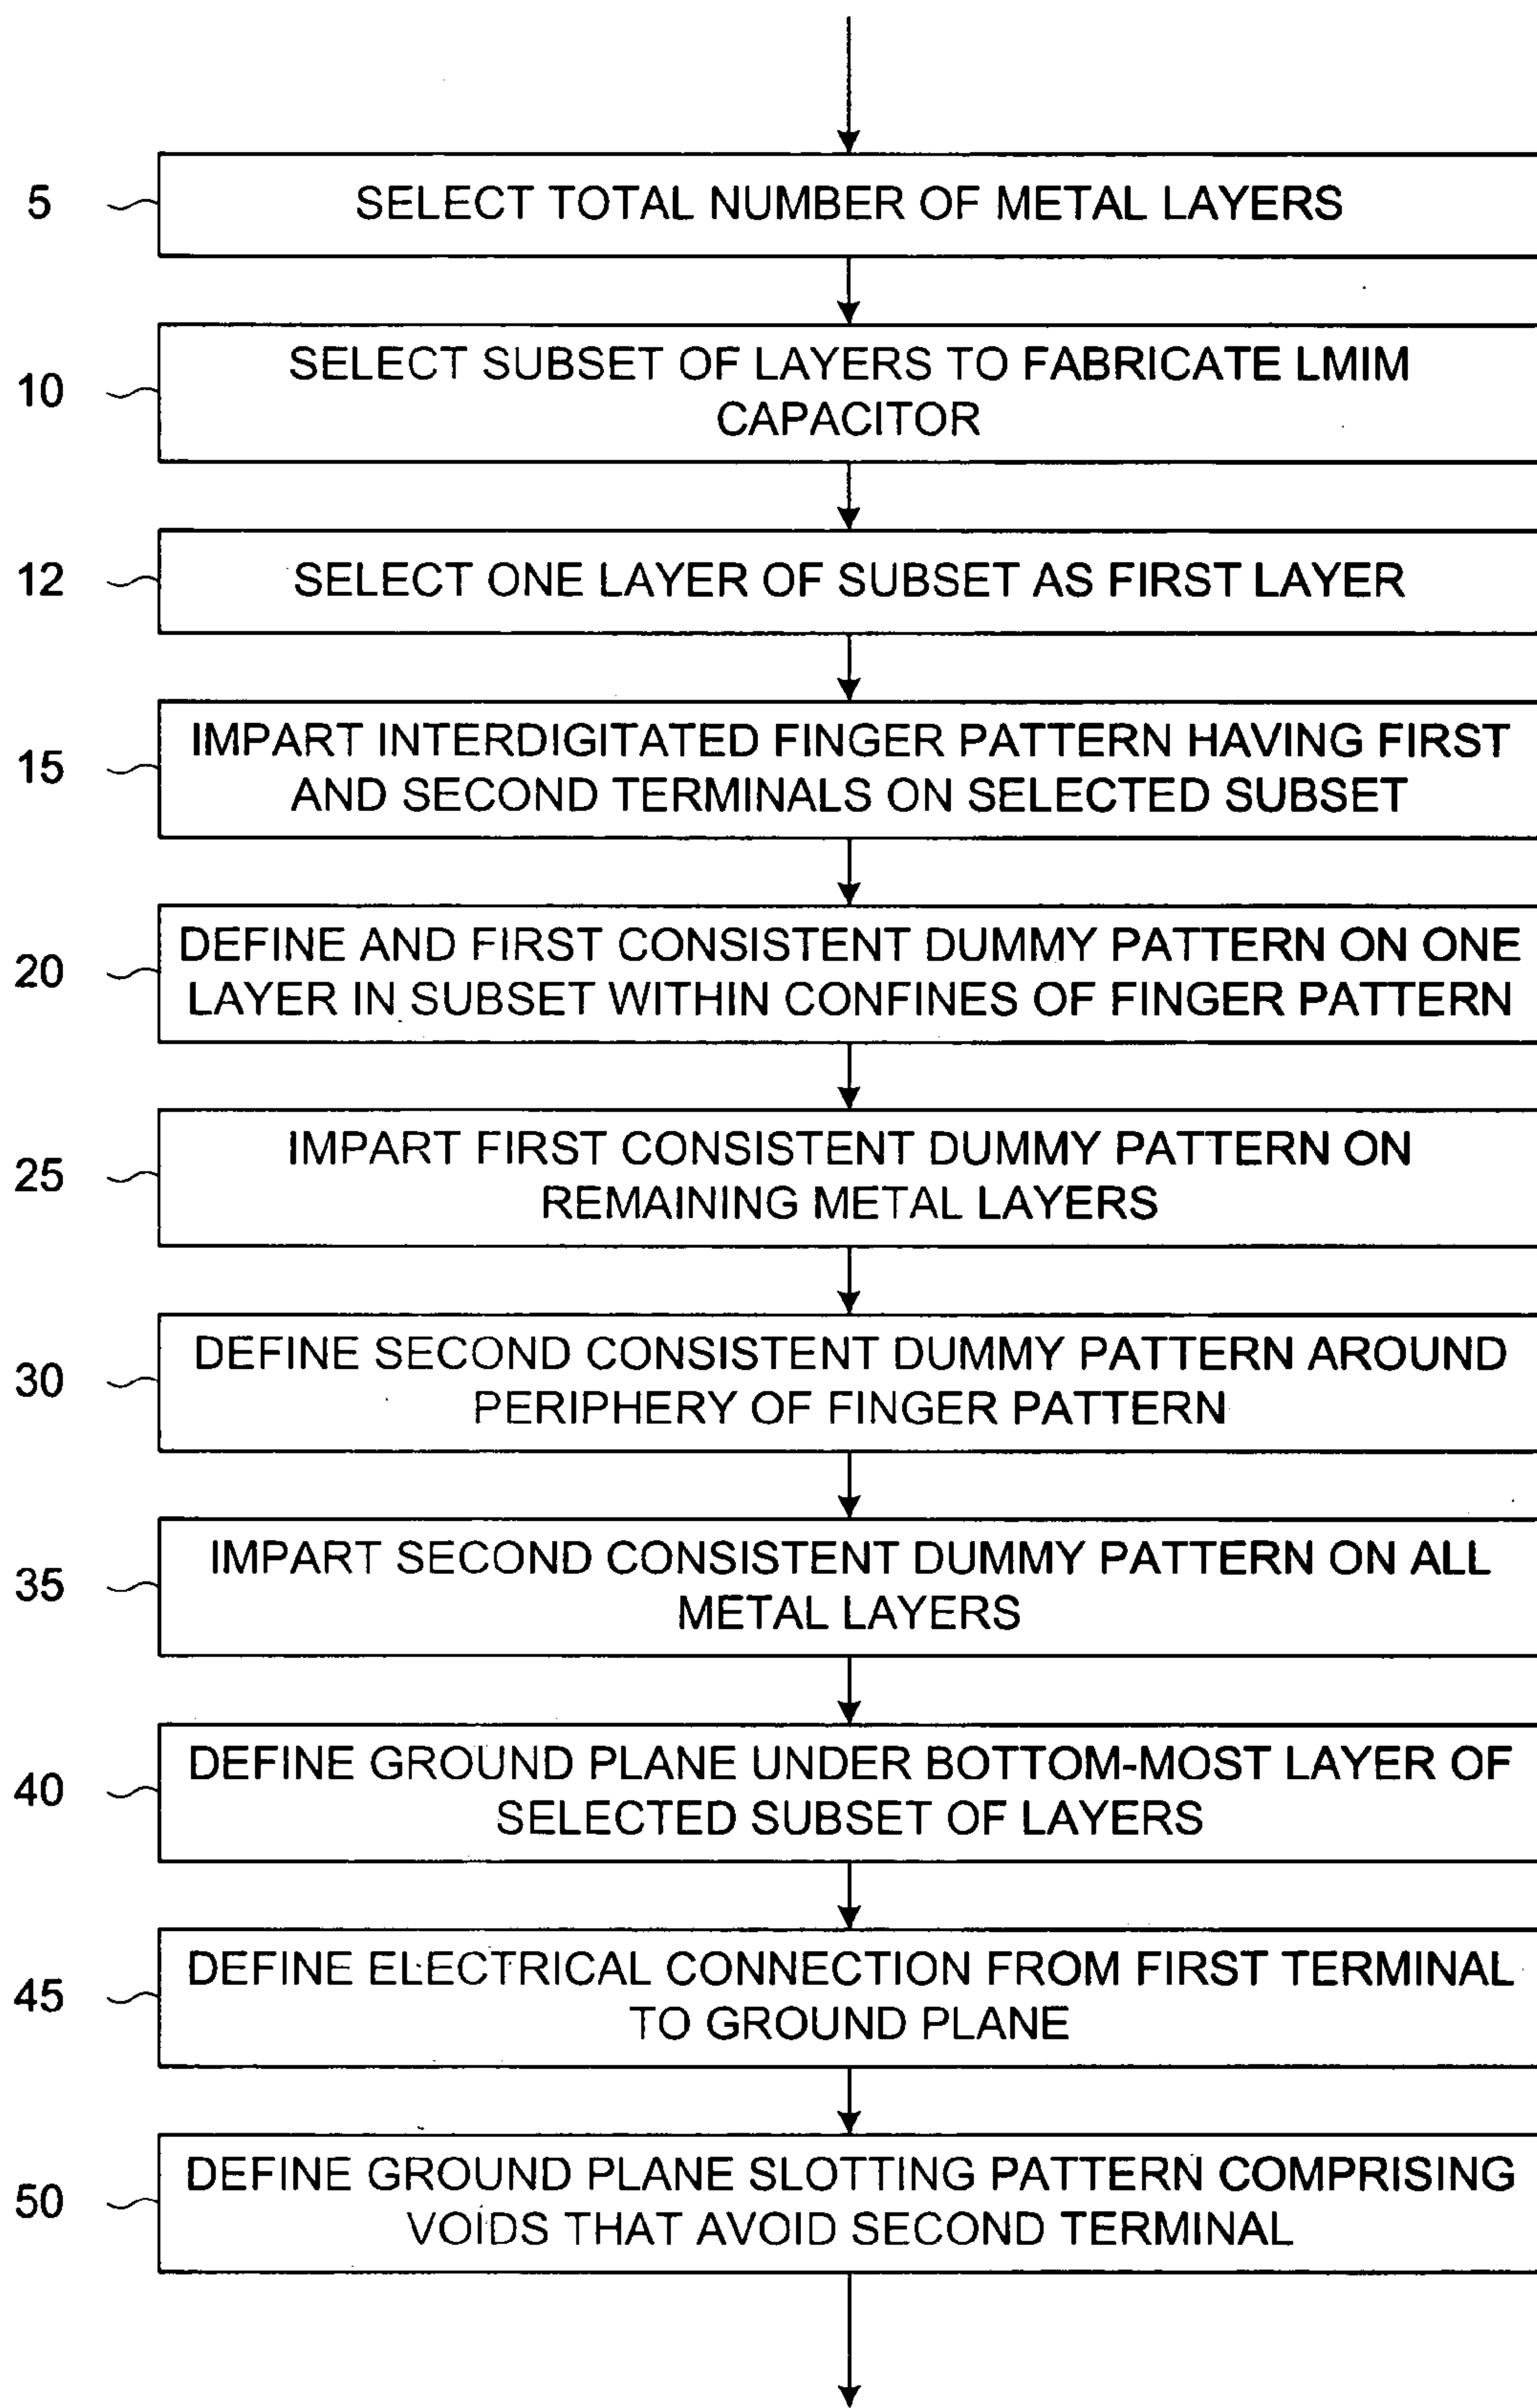 5 SELECT TOTAL NUMBER OF METAL LAYERS
10 SELECT SUBSET OF LAYERS TO FABRICATE LMIM
CAPACITOR
12 SELECT ONE LAYER OF SUBSET AS FIRST LAYER
15 IMPART INTERDIGITATED FINGER PATTERN HAVING FIRST
AND SECOND TERMINALS ON SELECTED SUBSET
20 DEFINE AND FIRST CONSISTENT DUMMY PATTERN ON ONE
LAYER IN SUBSET WITHIN CONFINES OF FINGER PATTERN
25 IMPART FIRST CONSISTENT DUMMY PATTERN ON
REMAINING METAL LAYERS
30 DEFINE SECOND CONSISTENT DUMMY PATTERN AROUND
PERIPHERY OF FINGER PATTERN
35 IMPART SECOND CONSISTENT DUMMY PATTERN ON ALL
METAL LAYERS
40 DEFINE GROUND PLANE UNDER BOTTOM-MOST LAYER OF
SELECTED SUBSET OF LAYERS
45 DEFINE ELECTRICAL CONNECTION FROM FIRST TERMINAL
TO GROUND PLANE
50 DEFINE GROUND PLANE SLOTTING PATTERN COMPRISING
VOIDS THAT AVOID SECOND TERMINAL